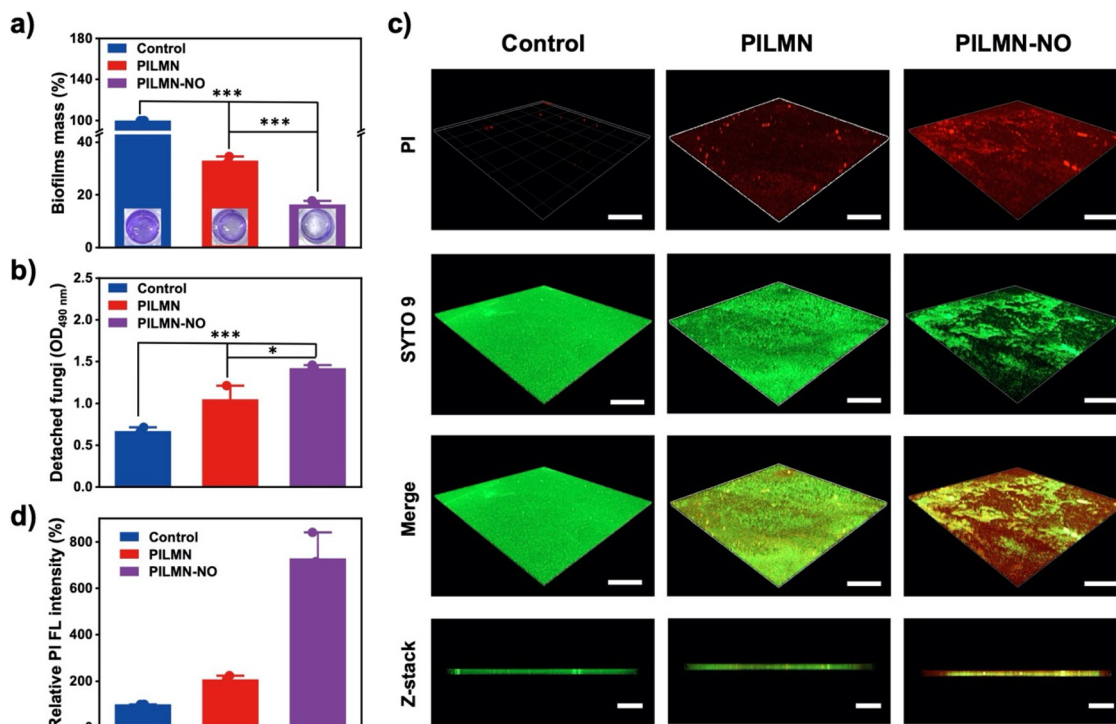 a)
Biofilms mass (%)
180
140
100
40
20
0
Control
PILMN
PILMN-NO
***
***
b)
Detached fungi (OD490 nm)
2.5
2.0
1.5
1.0
0.5
0.0
Control
PILMN
PILMN-NO
***
*
d)
Relative PI FL intensity (%)
800
600
400
200
Control
PILMN
PILMN-NO
c)
Control
PILMN
PILMN-NO
PI
SYTO 9
Merge
Z-stack